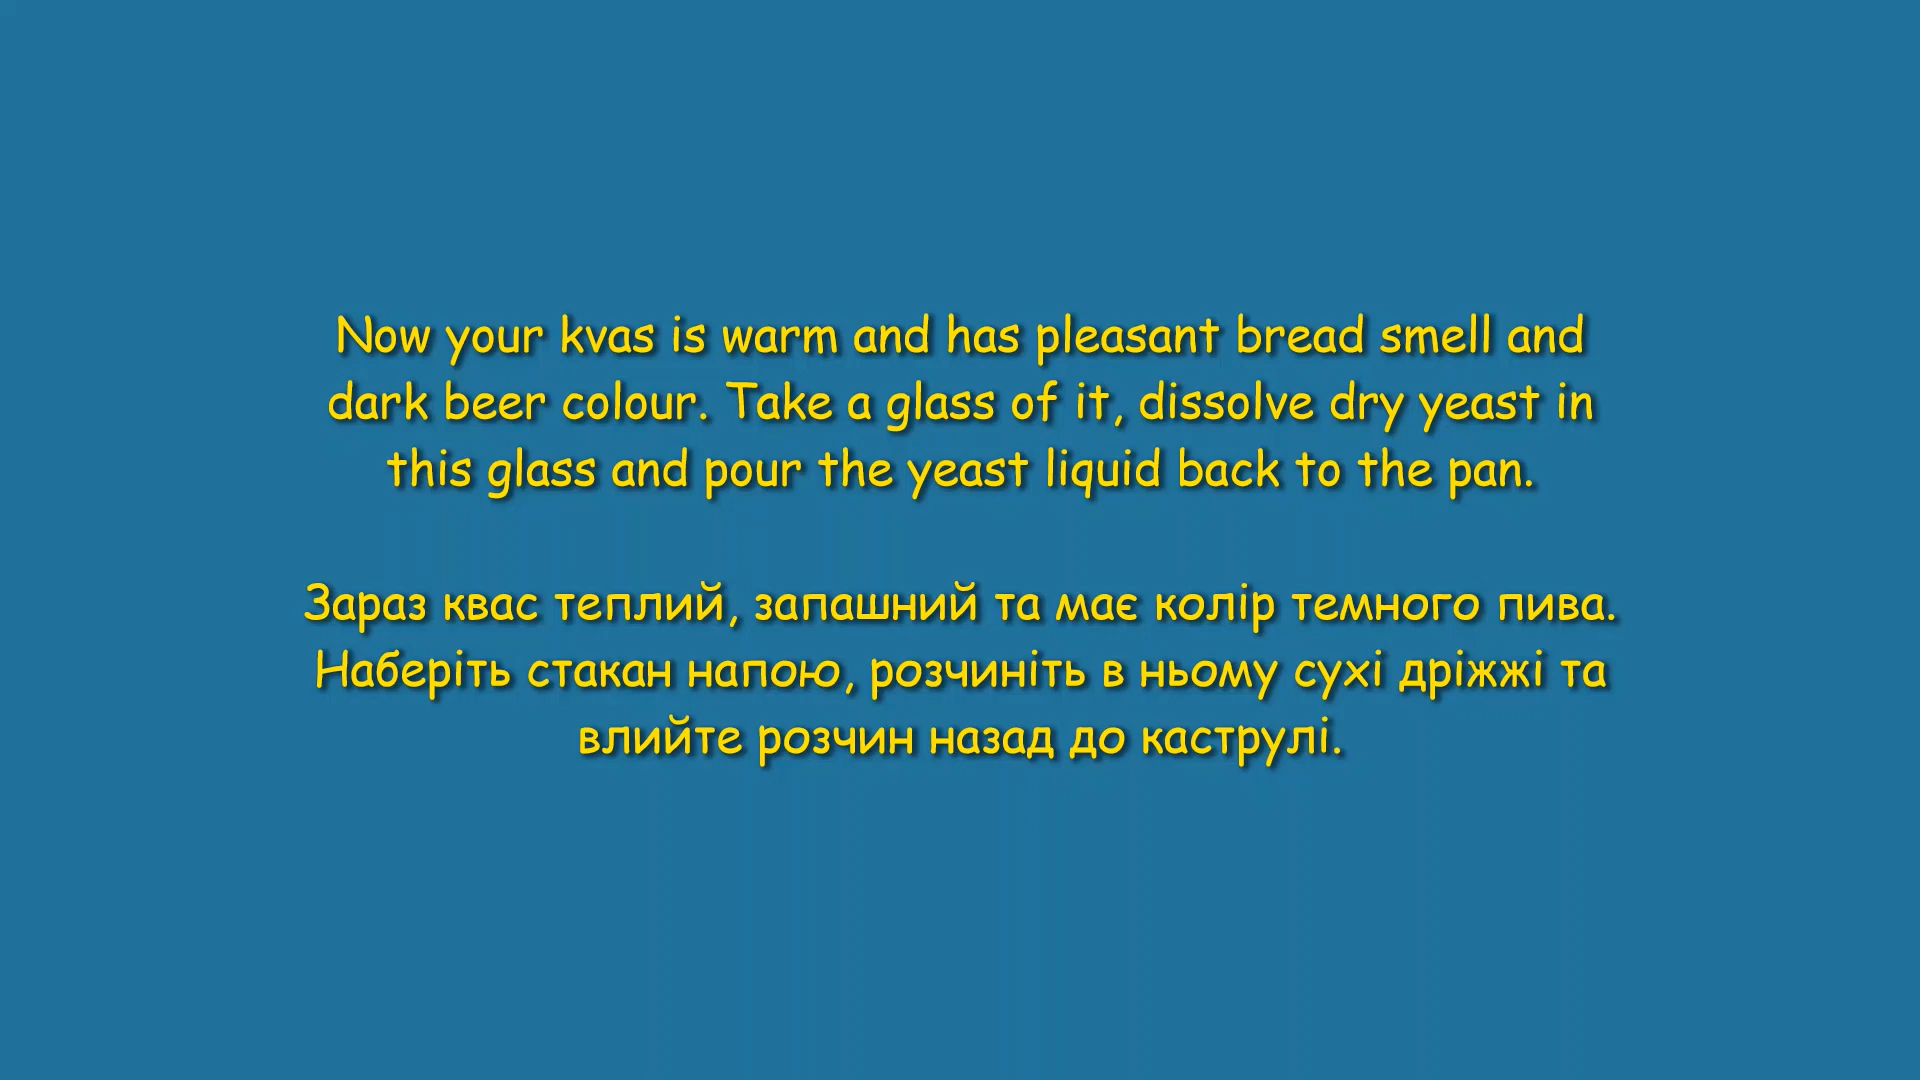 Now your kvas is warm and has pleasant bread smell and
dark beer colour. Take a glass of it, dissolve dry yeast in
this glass and pour the yeast liquid back to the pan.
Зараз квас теплий, запашний та має колір темного пива.
Наберіть стакан напою, розчиніть в ньому сухі дріжжі та
влийте розчин назад до каструлі.